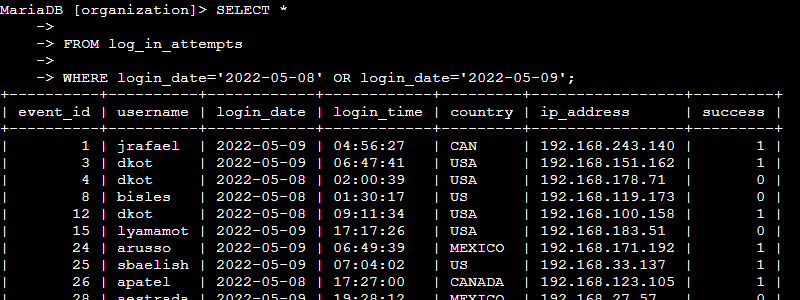 MariaDB [organization]> SELECT *
    ->
    -> FROM log_in_attempts
    ->
    -> WHERE login_date='2022-05-08' OR login_date='2022-05-09';
+----------+----------+------------+------------+---------+-----------------+---------+
| event_id | username | login_date | login_time | country | ip_address      | success |
+----------+----------+------------+------------+---------+-----------------+---------+
|        1 | jrafael  | 2022-05-09 | 04:56:27   | CAN     | 192.168.243.140 |       1 |
|        3 | dkot     | 2022-05-09 | 06:47:41   | USA     | 192.168.151.162 |       1 |
|        4 | dkot     | 2022-05-08 | 02:00:39   | USA     | 192.168.178.71  |       0 |
|        8 | bisles   | 2022-05-08 | 01:30:17   | US      | 192.168.119.173 |       0 |
|       12 | dkot     | 2022-05-08 | 09:11:34   | USA     | 192.168.100.158 |       1 |
|       15 | lyamamot | 2022-05-09 | 17:17:26   | USA     | 192.168.183.51  |       0 |
|       24 | arusso   | 2022-05-09 | 06:49:39   | MEXICO  | 192.168.171.192 |       1 |
|       25 | sbaelish | 2022-05-09 | 07:04:02   | US      | 192.168.33.137  |       1 |
|       26 | apatel   | 2022-05-08 | 17:27:00   | CANADA  | 192.168.123.105 |       1 |
|       28 | aestrada | 2022-05-09 | 19:28:12   | MEXICO  | 192.168.27.57   |       0 |